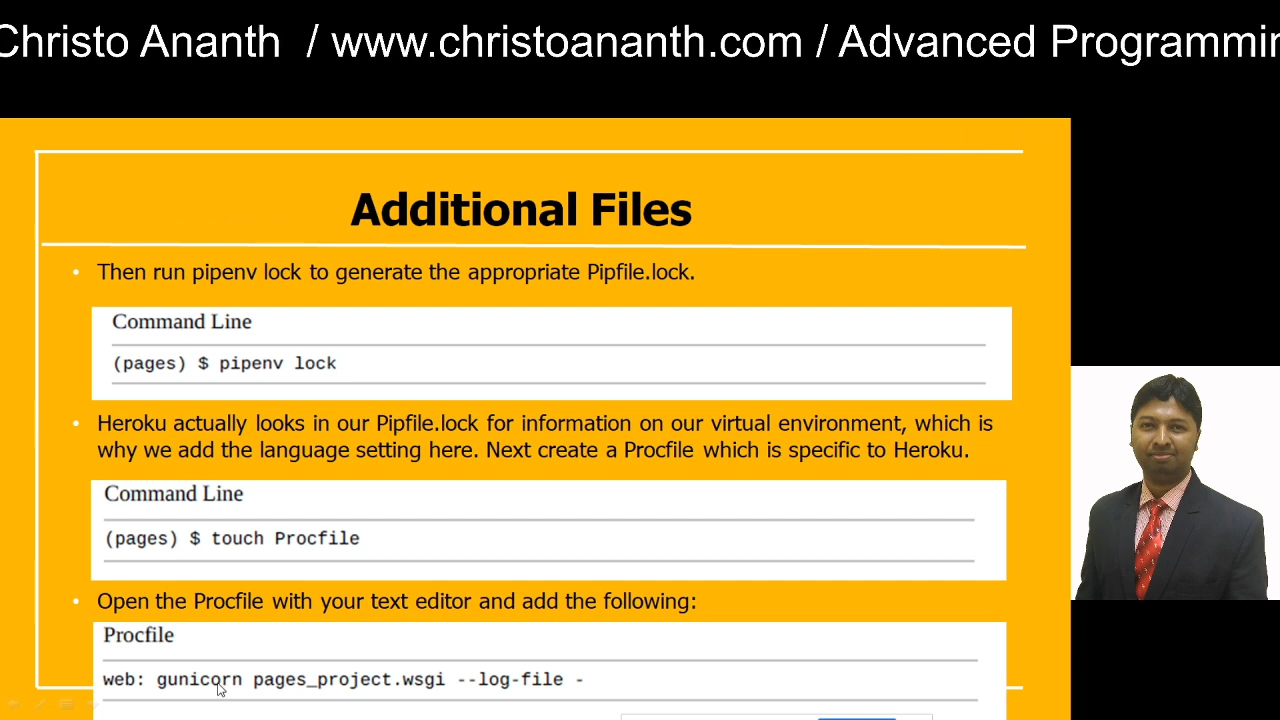 Christo Ananth / www.christoananth.com / Advanced Programmin
Additional Files
• Then run pipenv lock to generate the appropriate Pipfile.lock.
Command Line
(pages) $ pipenv lock
• Heroku actually looks in our Pipfile.lock for information on our virtual environment, which is
why we add the language setting here. Next create a Procfile which is specific to Heroku.
Command Line
(pages) $ touch Procfile
• Open the Procfile with your text editor and add the following:
Procfile
web: gunicorn pages_project.wsgi --log-file -